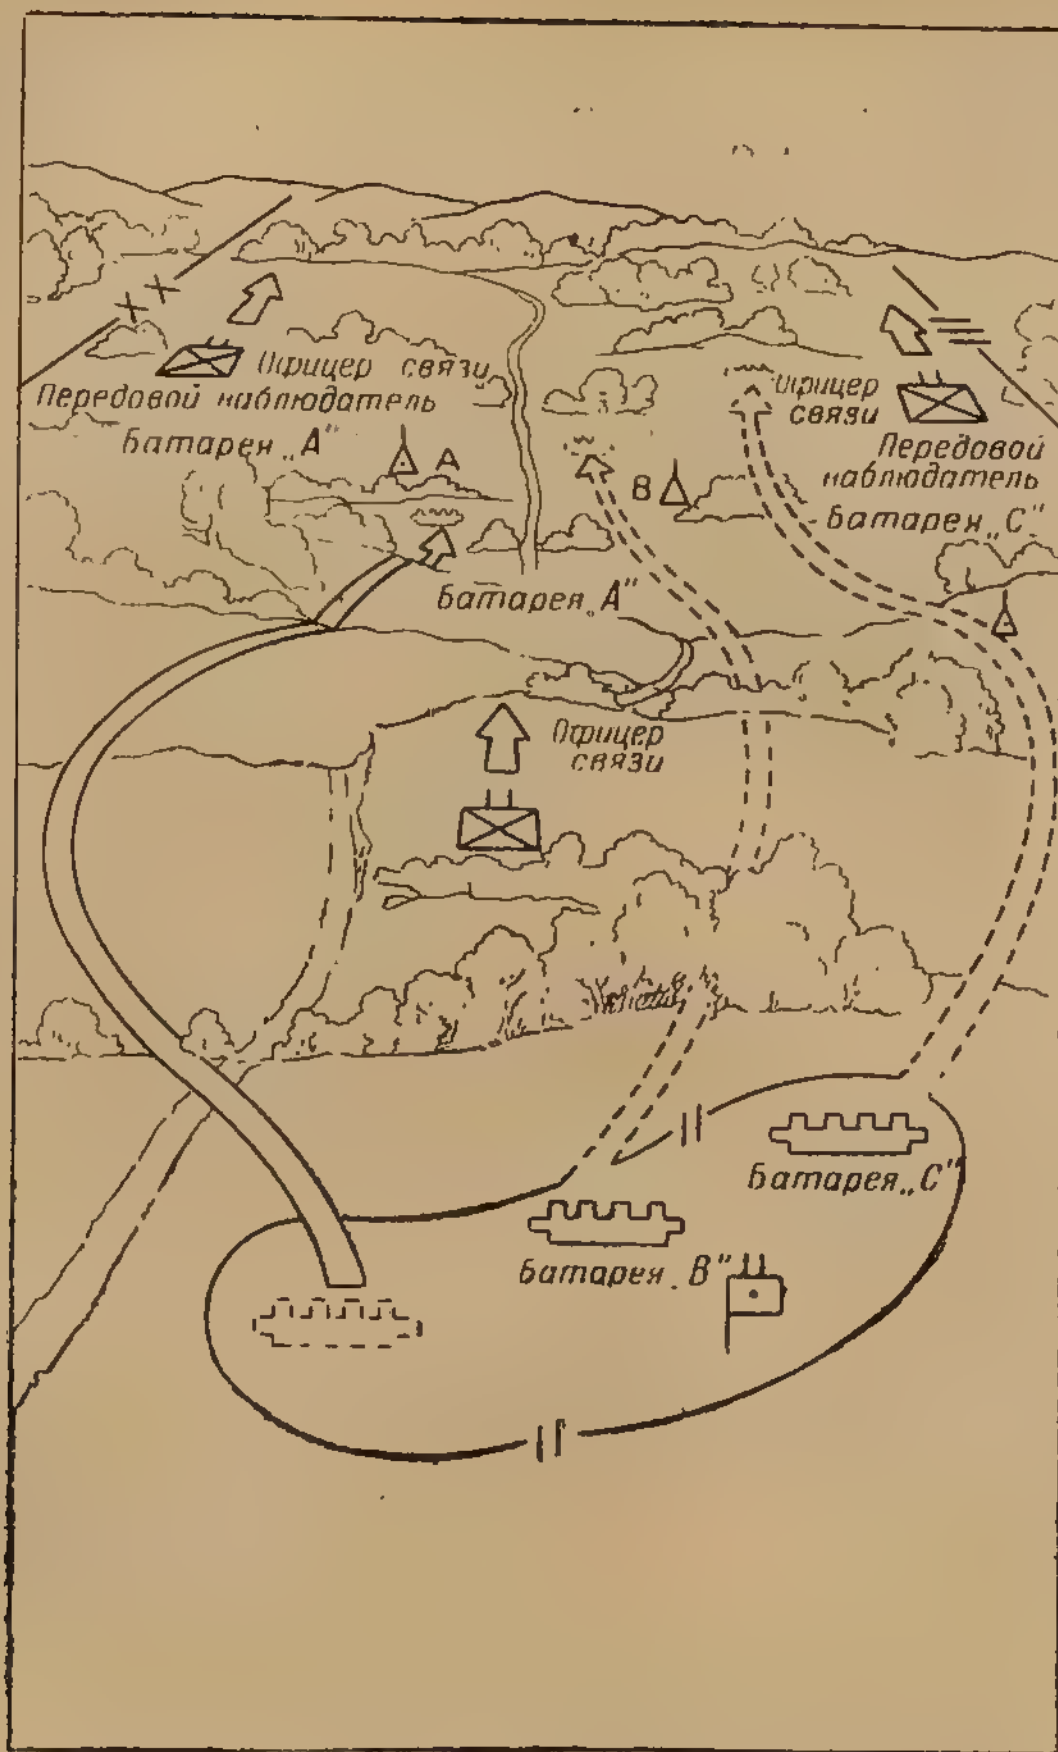 Офицер связи
Передовой наблюдатель
Батарея „А"
А
Офицер
связи
Передовой
наблюдатель
В
Батарея „С"
Батарея „А"
Офицер
связи
Батарея „С"
Батарея „В"